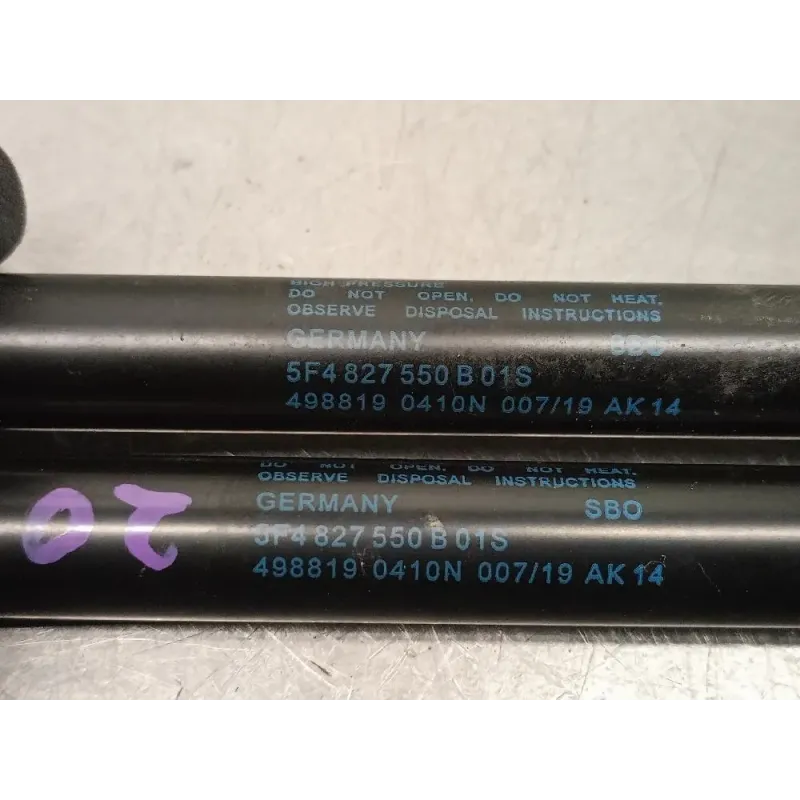 HIGH PRESSURE
DO NOT OPEN, DO NOT HEAT.
OBSERVE DISPOSAL INSTRUCTIONS
GERMANY SBO
5F4 827 550 B 01S
498819 0410N 007/19 AK 14
DO NOT OPEN, DO NOT HEAT.
OBSERVE DISPOSAL INSTRUCTIONS
GERMANY SBO
5F4 827 550 B 01S
498819 0410N 007/19 AK 14
20